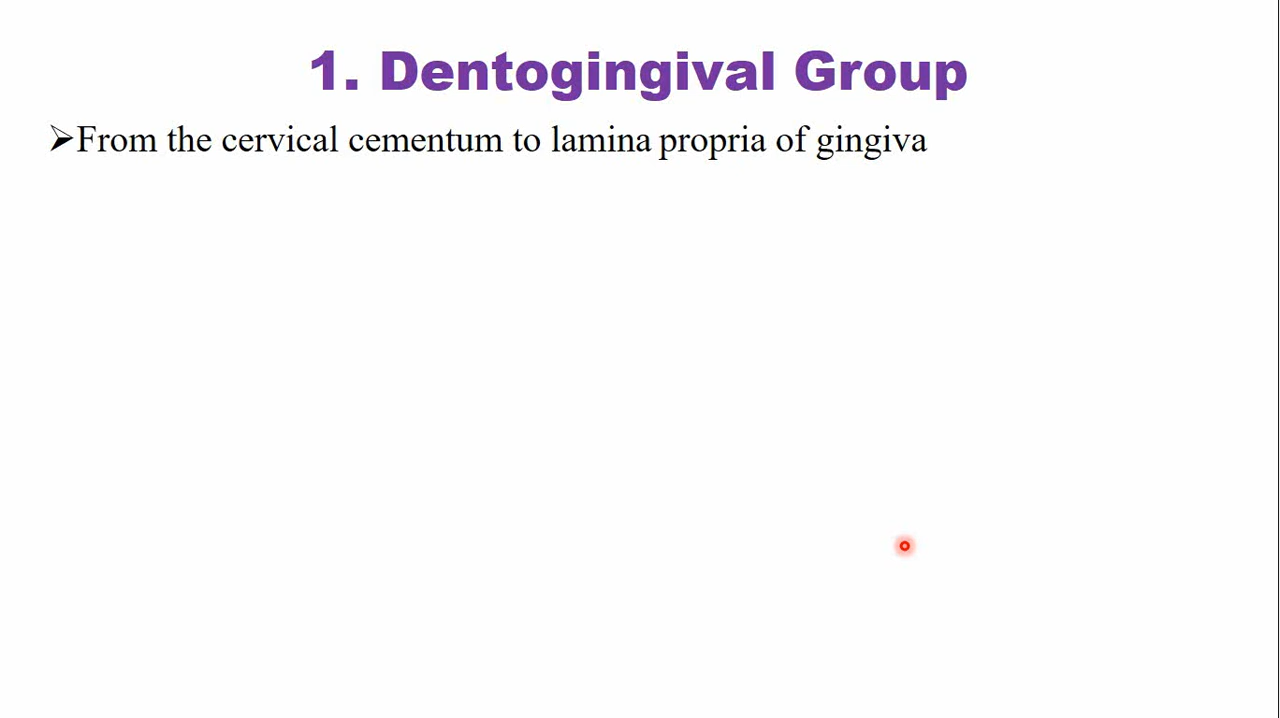 1. Dentogingival Group
➢From the cervical cementum to lamina propria of gingiva